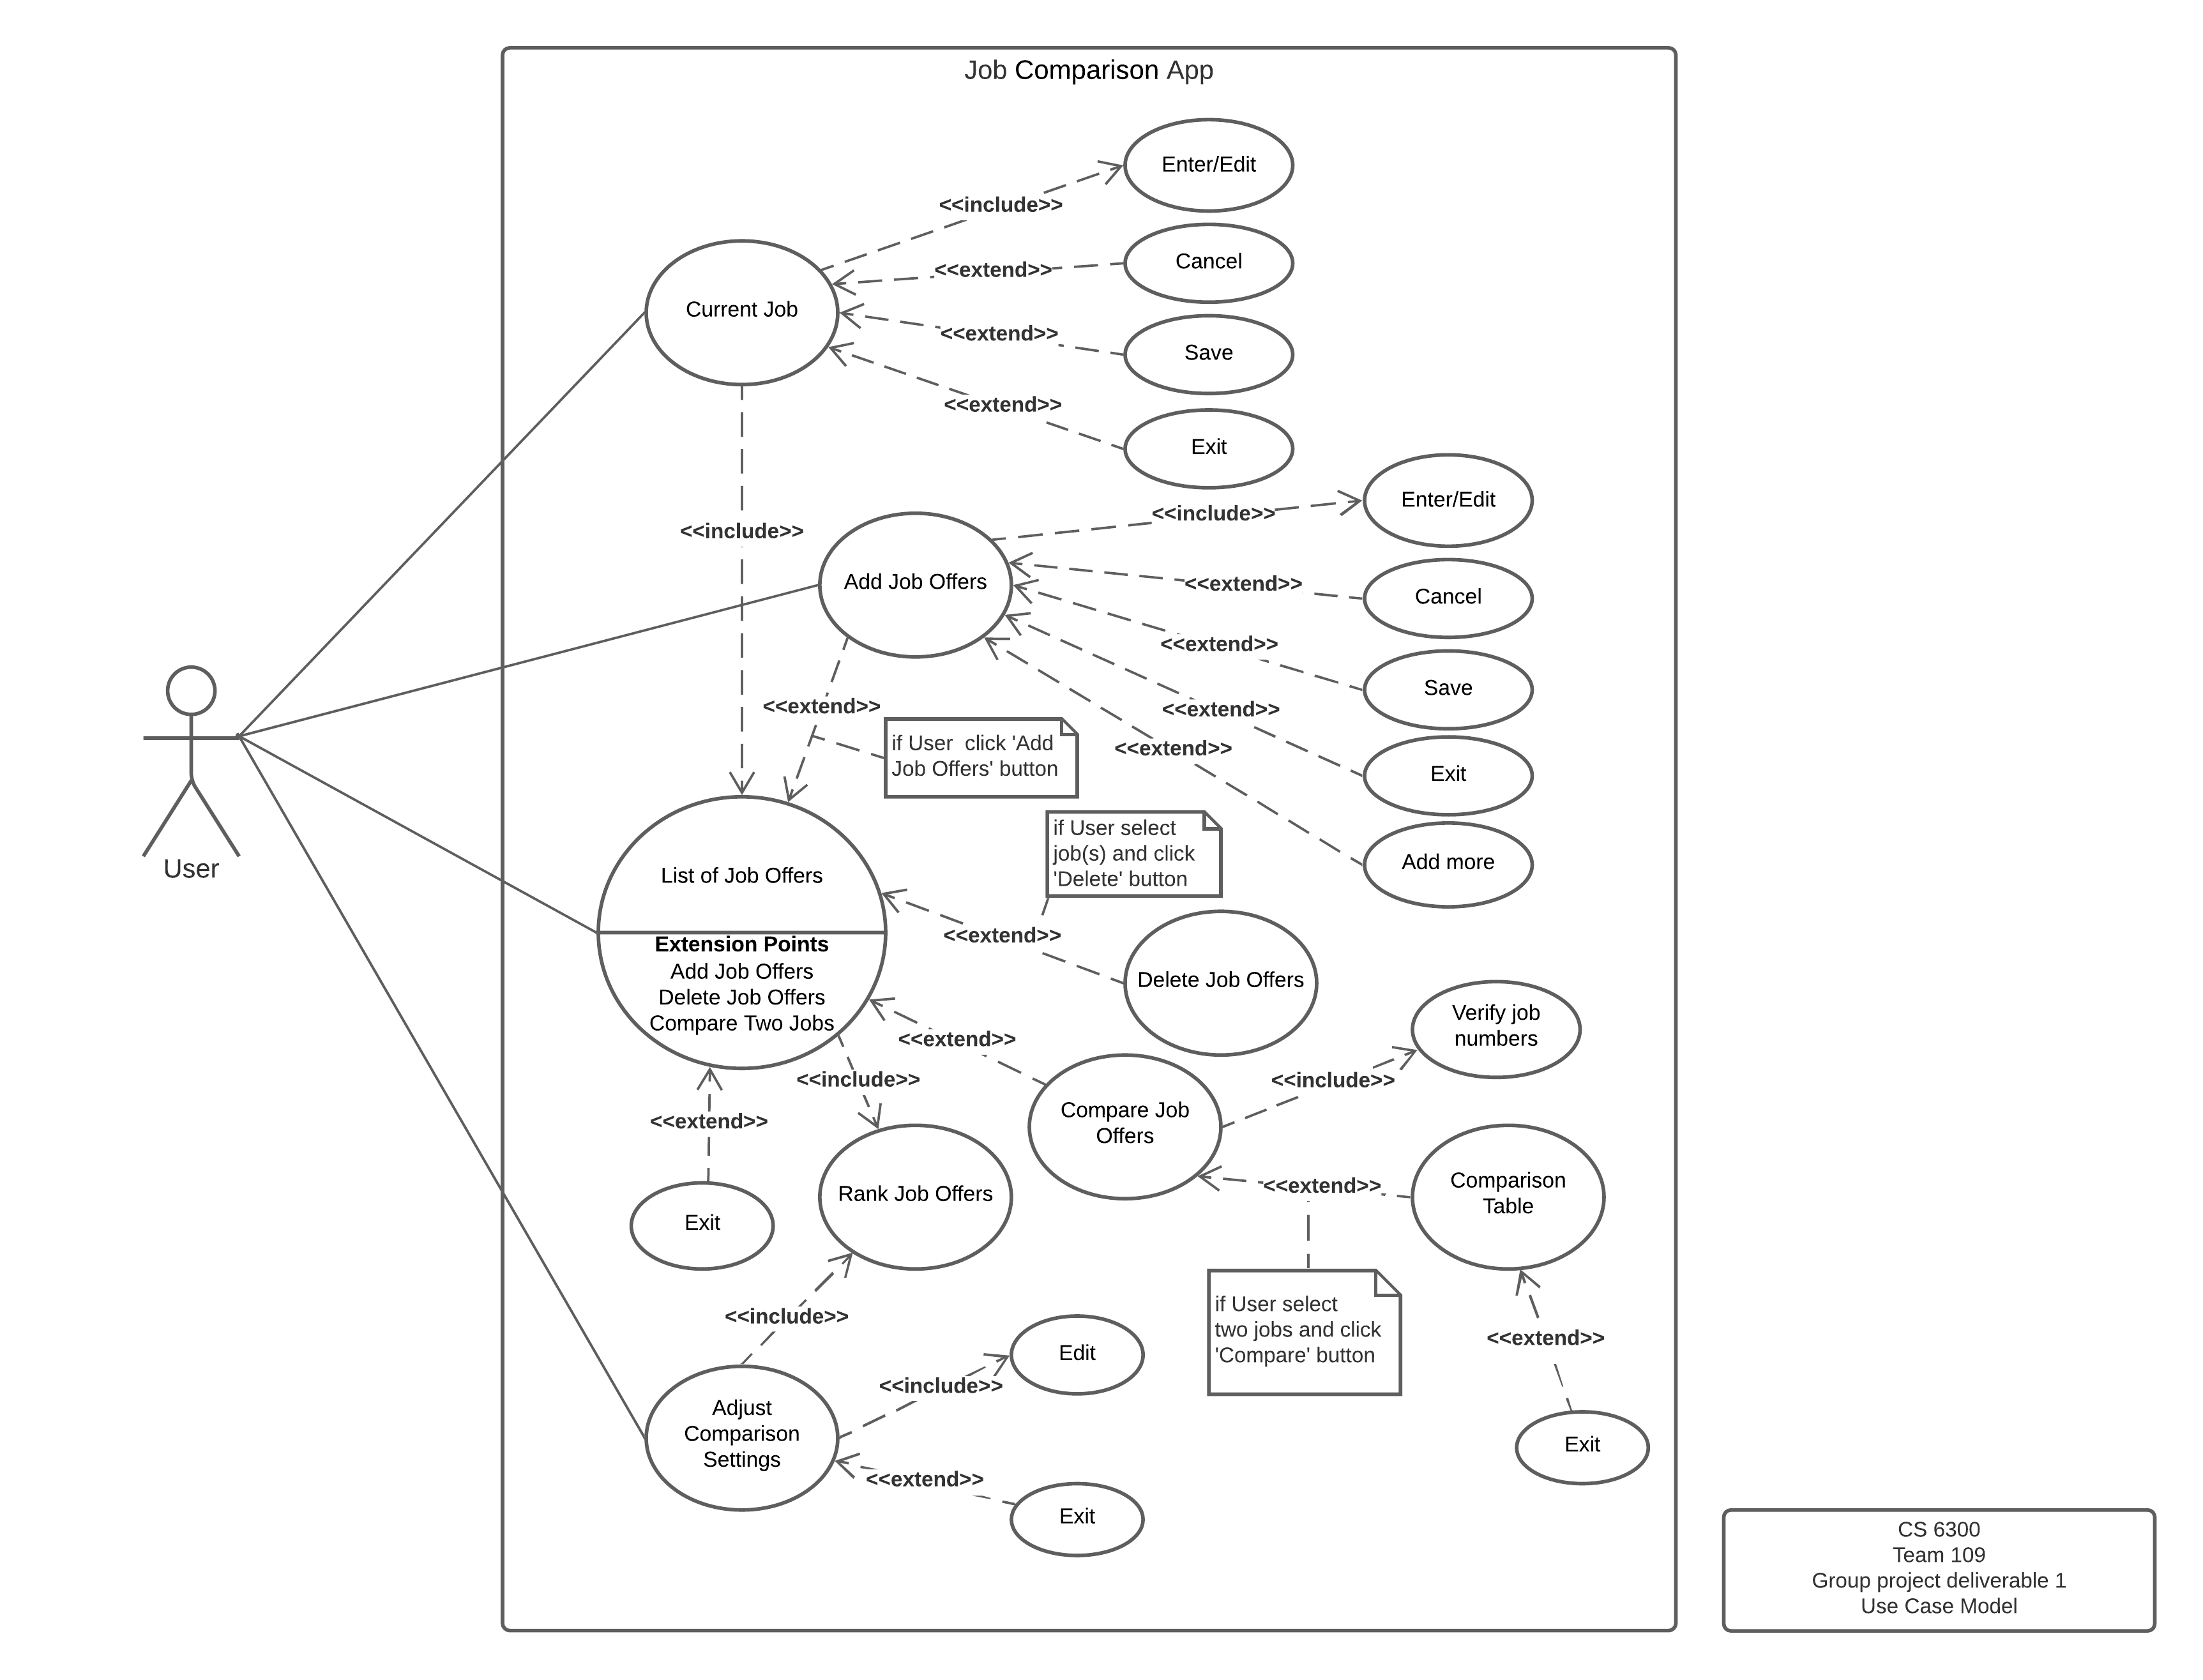 Job Comparison App
Enter/Edit
<<include>>
Cancel
<<extend>>
Current Job
<<extend>>
Save
<<extend>>
Exit
Enter/Edit
<<include>>
<<include>>
Add Job Offers
<<extend>>
Cancel
<<extend>>
Save
<<extend>>
<<extend>>
if User  click 'Add
Job Offers' button
<<extend>>
Exit
if User select
job(s) and click
'Delete' button
Add more
User
List of Job Offers
Extension Points
Add Job Offers
Delete Job Offers
Compare Two Jobs
<<extend>>
Delete Job Offers
Verify job
numbers
<<extend>>
<<include>>
<<include>>
<<extend>>
Compare Job
Offers
Rank Job Offers
<<extend>>
Comparison
Table
Exit
<<include>>
if User select
two jobs and click
'Compare' button
<<extend>>
Edit
<<include>>
Adjust
Comparison
Settings
<<extend>>
Exit
Exit
CS 6300
Team 109
Group project deliverable 1
Use Case Model